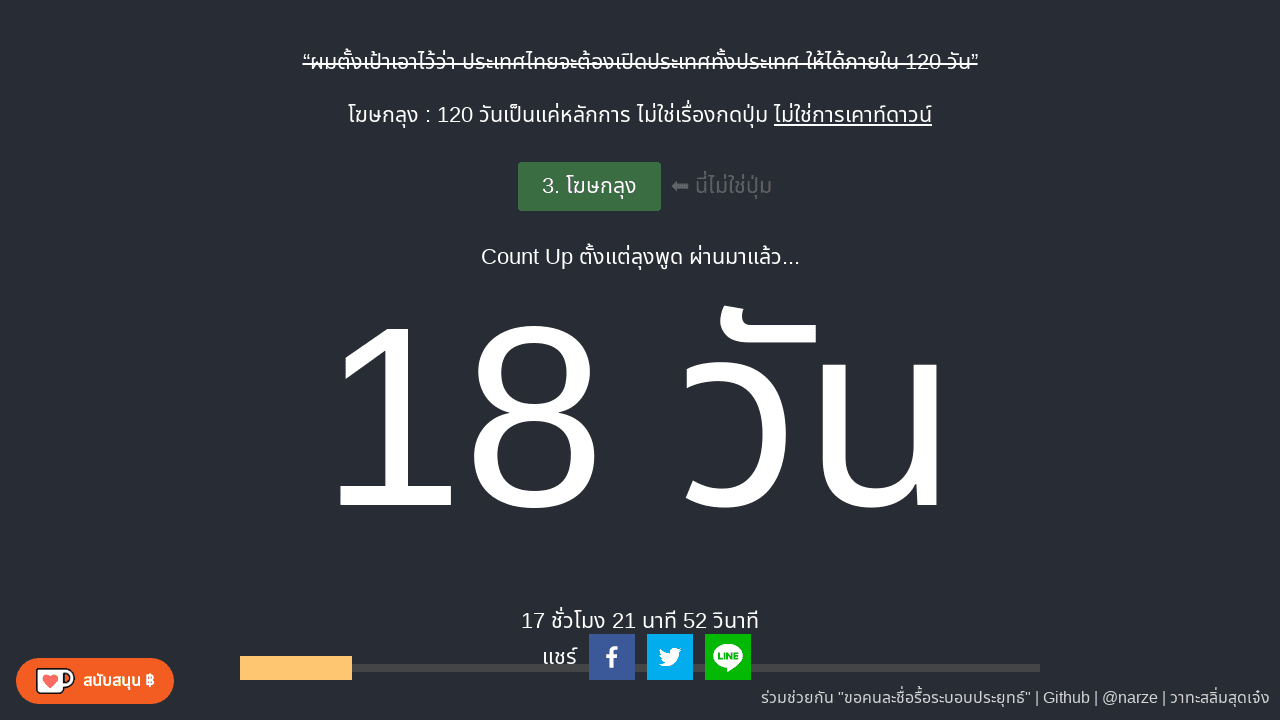 “ผมตั้งเป้าเอาไว้ว่า ประเทศไทยจะต้องเปิดประเทศทั้งประเทศ ให้ได้ภายใน 120 วัน”
โฆษกลุง : 120 วันเป็นแค่หลักการ ไม่ใช่เรื่องกดปุ่ม ไม่ใช่การเคาท์ดาวน์
3. โฆษกลุง ⬅ นี่ไม่ใช่ปุ่ม
Count Up ตั้งแต่ลุงพูด ผ่านมาแล้ว...
18 วัน
17 ชั่วโมง 21 นาที 52 วินาที
แชร์
LINE
สนับสนุน ฿
ร่วมช่วยกัน "ขอคนละชื่อรื้อระบอบประยุทธ์" | Github | @narze | วาทะสลิ่มสุดเจ๋ง